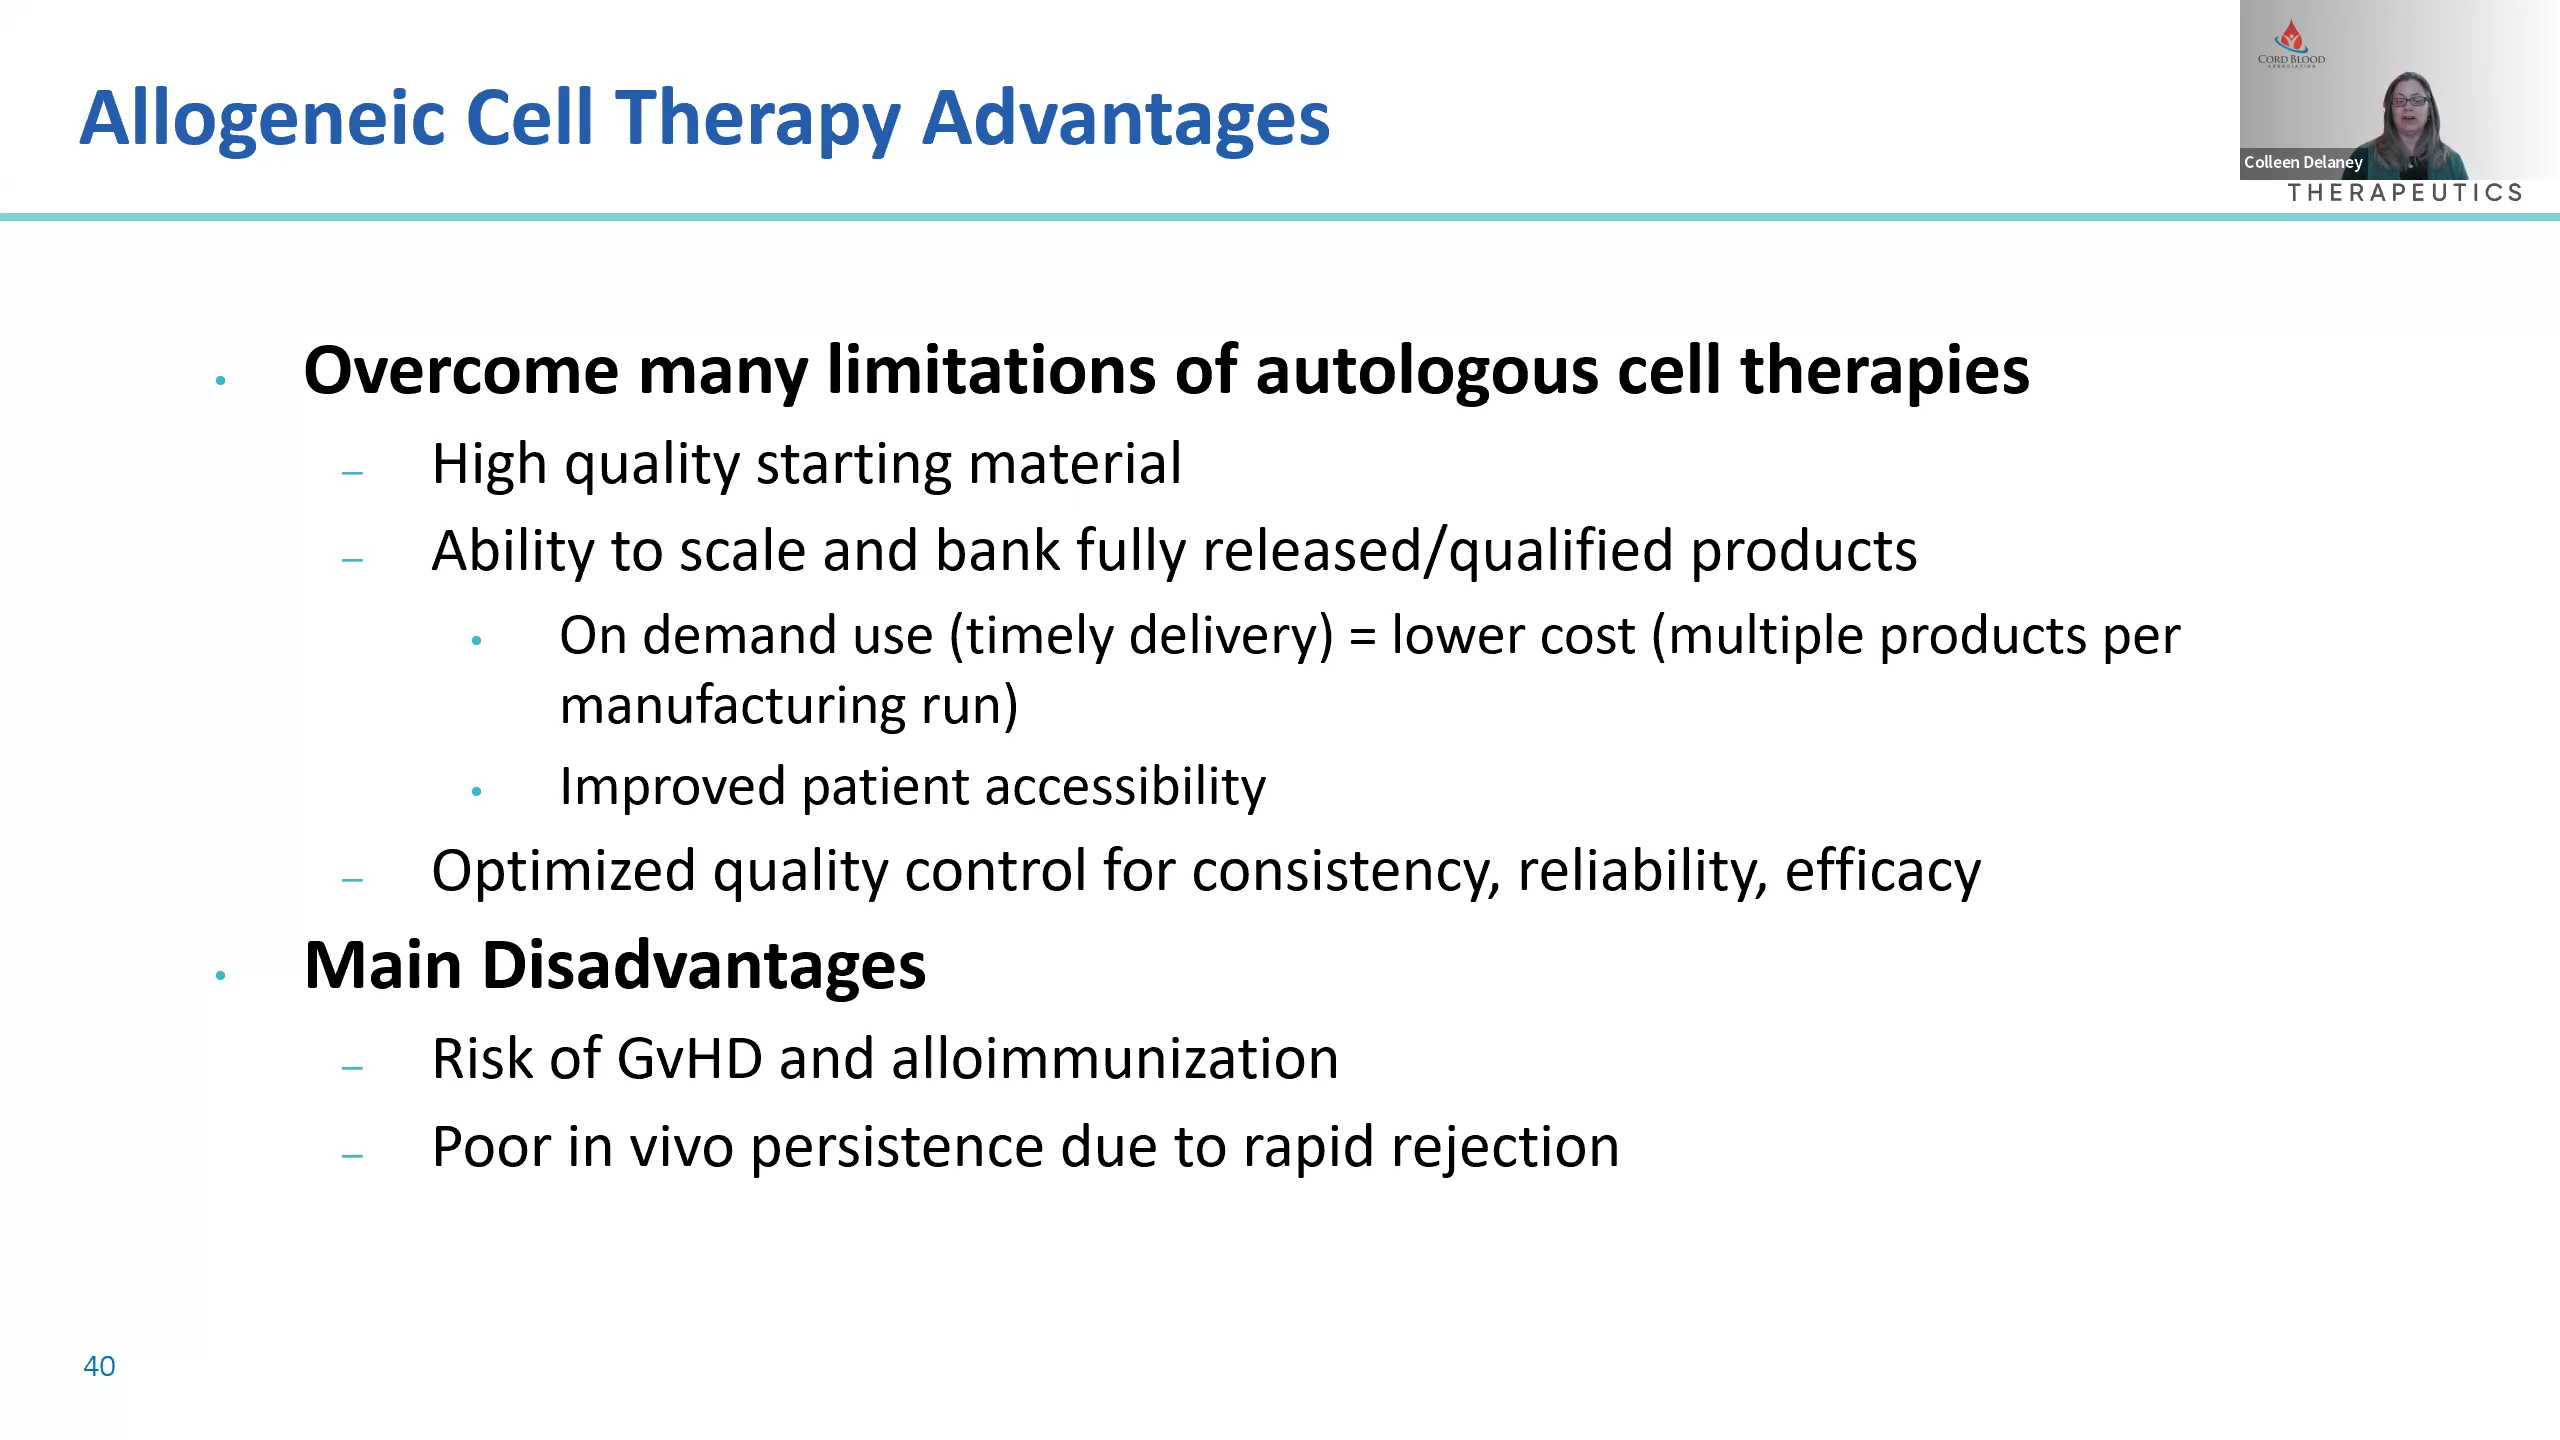 Allogeneic Cell Therapy Advantages
CORD BLOOD
ASSOCIATION
Colleen Delaney
THERAPEUTICS
• Overcome many limitations of autologous cell therapies
– High quality starting material
– Ability to scale and bank fully released/qualified products
• On demand use (timely delivery) = lower cost (multiple products per
manufacturing run)
• Improved patient accessibility
– Optimized quality control for consistency, reliability, efficacy
• Main Disadvantages
– Risk of GvHD and alloimmunization
– Poor in vivo persistence due to rapid rejection
40